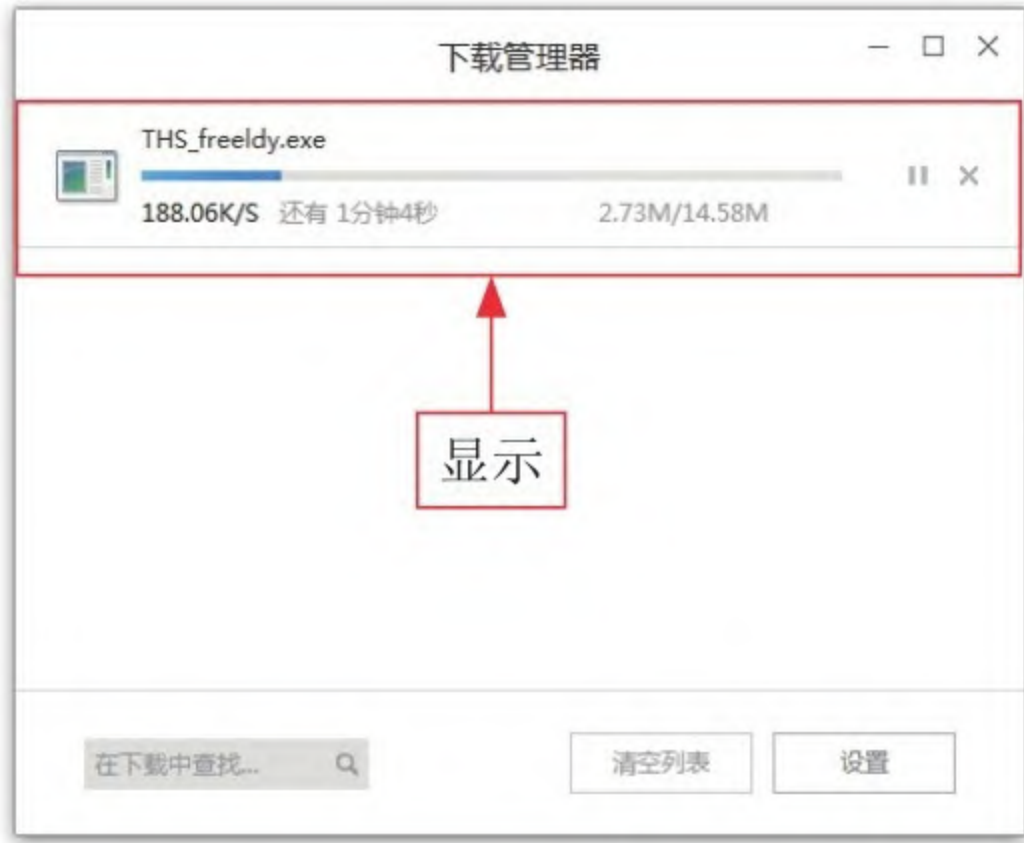 下载管理器
THS_freeldy.exe
188.06K/S 还有 1分钟4秒 2.73M/14.58M
显示
在下载中查找... 清空列表 设置